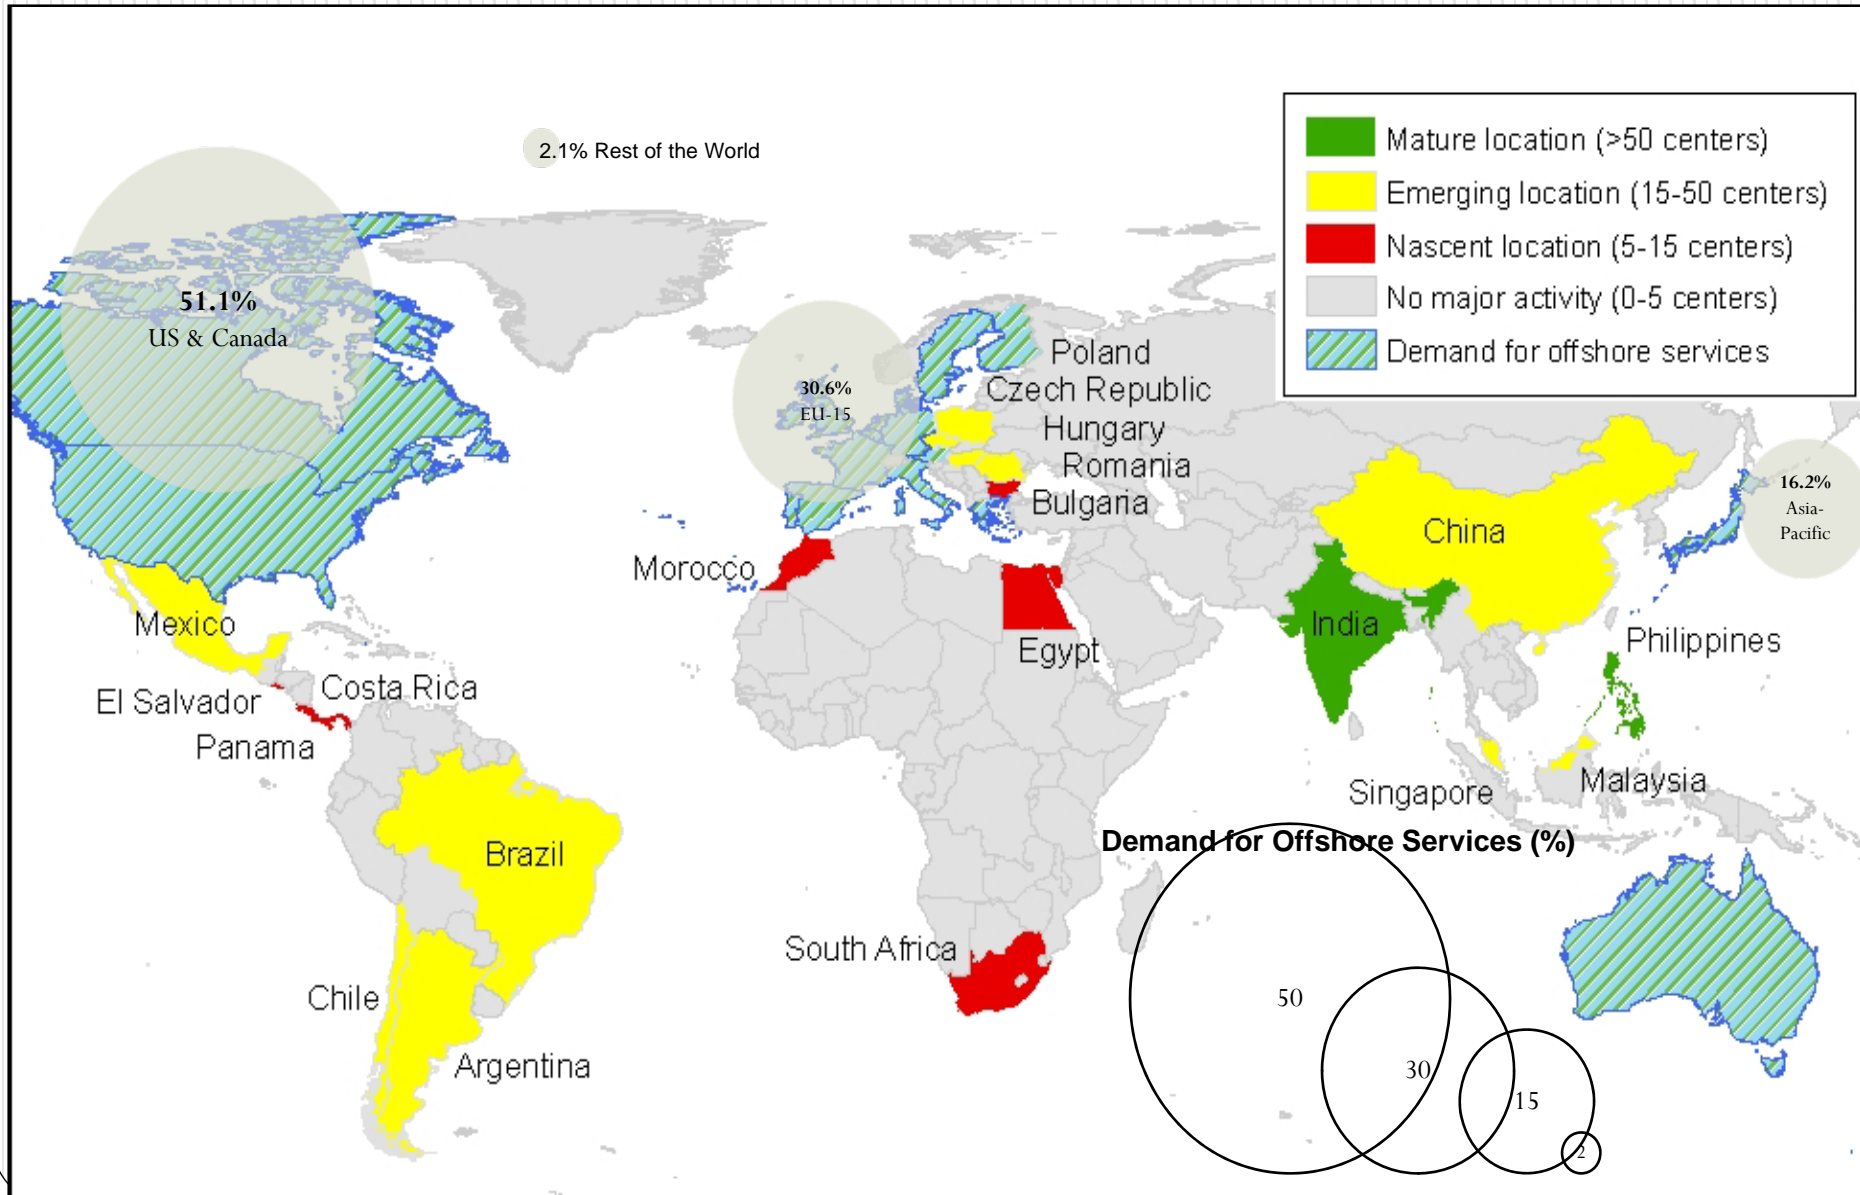 2.1% Rest of the World
Mature location (>50 centers)
Emerging location (15-50 centers)
Nascent location (5-15 centers)
No major activity (0-5 centers)
Demand for offshore services
51.1%
US & Canada
30.6%
EU-15
Poland
Czech Republic
Hungary
Romania
Bulgaria
16.2%
Asia-
Pacific
China
Morocco
Mexico
India
Egypt
Philippines
El Salvador
Costa Rica
Panama
Singapore
Malaysia
Brazil
Demand for Offshore Services (%)
South Africa
Chile
Argentina
50
30
15
2